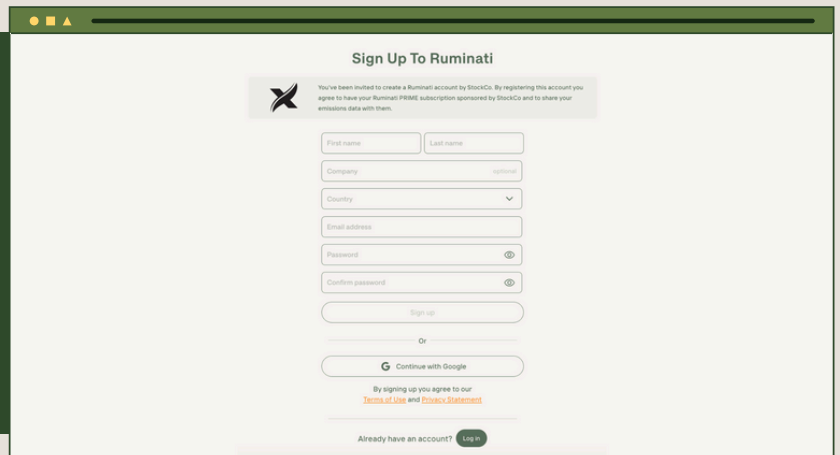 Sign Up To Ruminati
You've been invited to create a Ruminati account by StockCo. By registering this account you
agree to have your Ruminati PRIME subscription sponsored by StockCo and to share your
emissions data with them.
First name
Last name
Company
optional
Country
Email address
Password
Confirm password
Sign up
Or
Continue with Google
By signing up you agree to our
Terms of Use and Privacy Statement
Already have an account? Log in